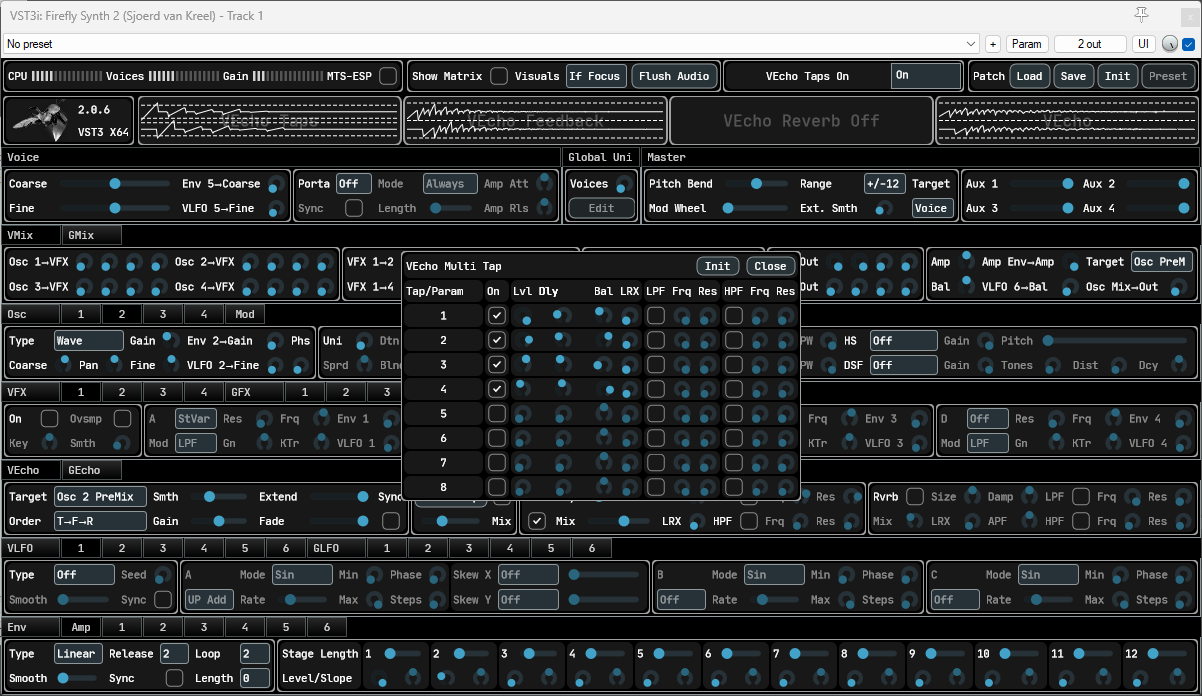 VST3i: Firefly Synth 2 (Sjoerd van Kreel) - Track 1
No preset + Param 2 out UI
CPU Voices Gain MTS-ESP Show Matrix Visuals If Focus Flush Audio VEcho Taps On On Patch Load Save Init Preset
2.0.6
VST3 X64
VEcho Taps VEcho Feedback VEcho Reverb Off VEcho
Voice Global Uni Master
Coarse Env 5→Coarse Porta Off Mode Always Amp Att Voices Pitch Bend Range +/-12 Target Aux 1 Aux 2
Fine VLFO 5→Fine Sync Length Amp Rls Edit Mod Wheel Ext. Smth Voice Aux 3 Aux 4
VMix GMix
Osc 1→VFX Osc 2→VFX VFX 1→2 Out Amp Amp Env→Amp Target Osc PreM
Osc 3→VFX Osc 4→VFX VFX 1→4 Out Bal VLFO 6→Bal Osc Mix→Out
VEcho Multi Tap Init Close
Tap/Param On Lvl Dly Bal LRX LPF Frq Res HPF Frq Res
1
2
3
4
5
6
7
8
Osc 1 2 3 4 Mod
Type Wave Gain Env 2→Gain Phs Uni Dtn PW HS Off Gain Pitch
Coarse Pan Fine VLFO 2→Fine Sprd PW DSF Off Gain Tones Dist Dcy
VFX 1 2 3 4 GFX 1 2 3
On Ovsmp A StVar Res Frq Env 1 Frq Env 3 D Off Res Frq Env 4
Key Smth Mod LPF Gn KTr VLFO 1 KTr VLFO 3 Mod LPF Gn KTr VLFO 4
VEcho GEcho
Target Osc 2 PreMix Smth Extend Sync Res Rvrb Size Damp LPF Frq Res
Order T→F→R Gain Fade Mix Mix LRX HPF Frq Res Mix LRX APF HPF Frq Res
VLFO 1 2 3 4 5 6 GLFO 1 2 3 4 5 6
Type Off Seed A Mode Sin Min Phase Skew X Off B Mode Sin Min Phase C Mode Sin Min Phase
Smooth Sync UP Add Rate Max Steps Skew Y Off Off Rate Max Steps Off Rate Max Steps
Env Amp 1 2 3 4 5 6
Type Linear Release 2 Loop 2 Stage Length 1 2 3 4 5 6 7 8 9 10 11 12
Smooth Sync Length 0 Level/Slope